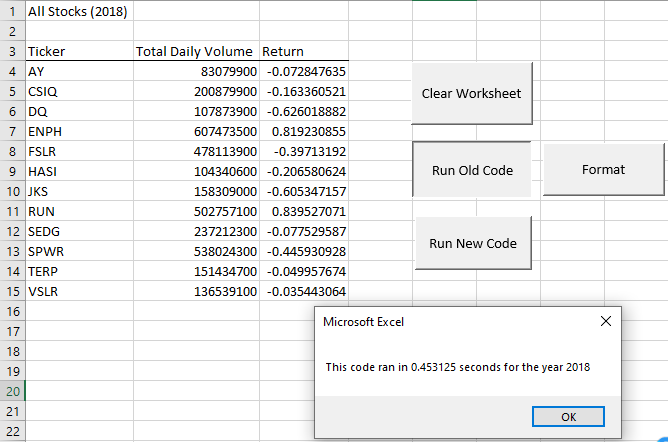 1 All Stocks (2018)
2
3 Ticker Total Daily Volume Return
4 AY 83079900 -0.072847635
5 CSIQ 200879900 -0.163360521
6 DQ 107873900 -0.626018882
7 ENPH 607473500 0.819230855
8 FSLR 478113900 -0.39713192
9 HASI 104340600 -0.206580624
10 JKS 158309000 -0.605347157
11 RUN 502757100 0.839527071
12 SEDG 237212300 -0.077529587
13 SPWR 538024300 -0.445930928
14 TERP 151434700 -0.049957674
15 VSLR 136539100 -0.035443064
16
17
18
19
20
21
22
Clear Worksheet
Run Old Code Format
Run New Code
Microsoft Excel
This code ran in 0.453125 seconds for the year 2018
OK